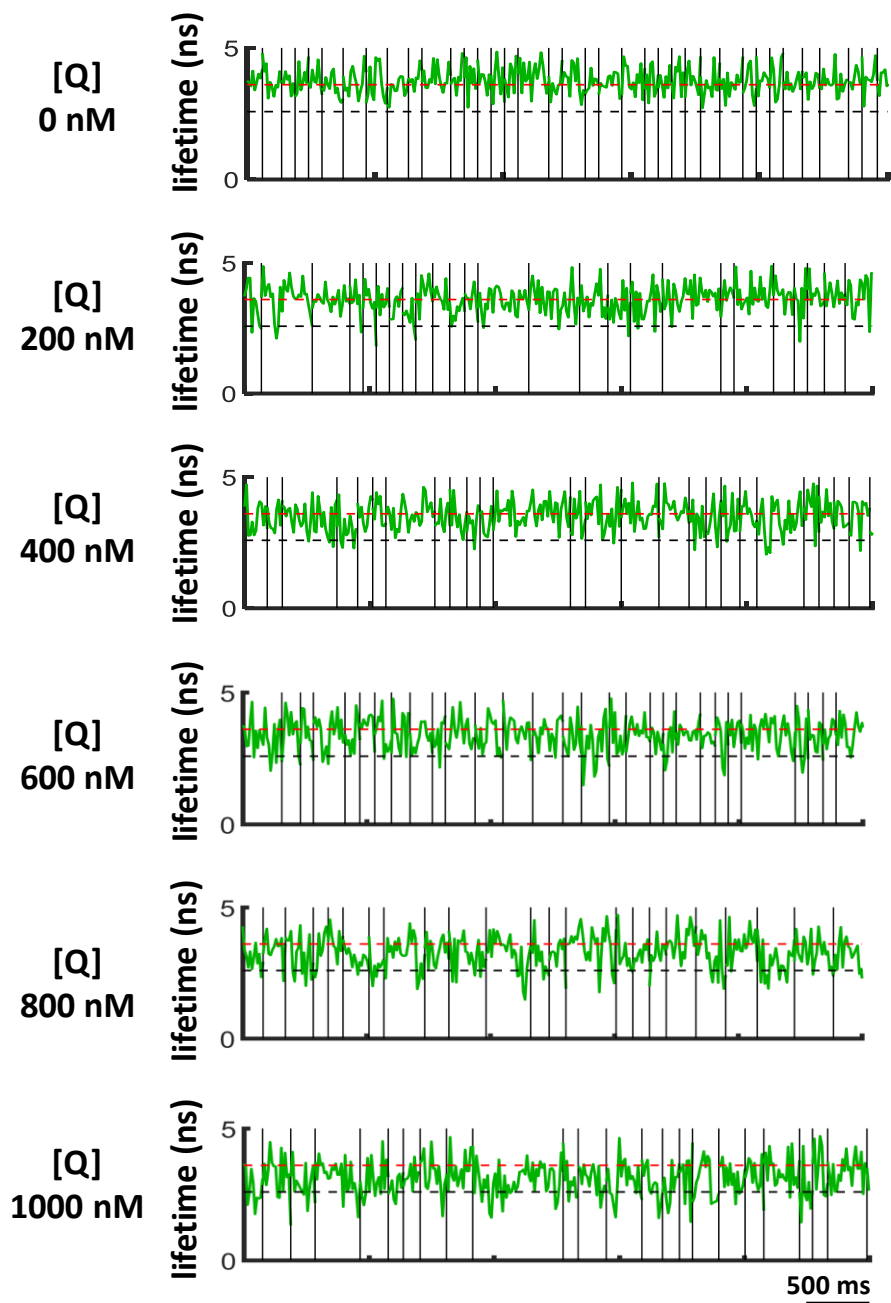 [Q]
0 nM
lifetime (ns)
5
0
[Q]
200 nM
lifetime (ns)
5
0
[Q]
400 nM
lifetime (ns)
5
0
[Q]
600 nM
lifetime (ns)
5
0
[Q]
800 nM
lifetime (ns)
5
0
[Q]
1000 nM
lifetime (ns)
5
0
500 ms